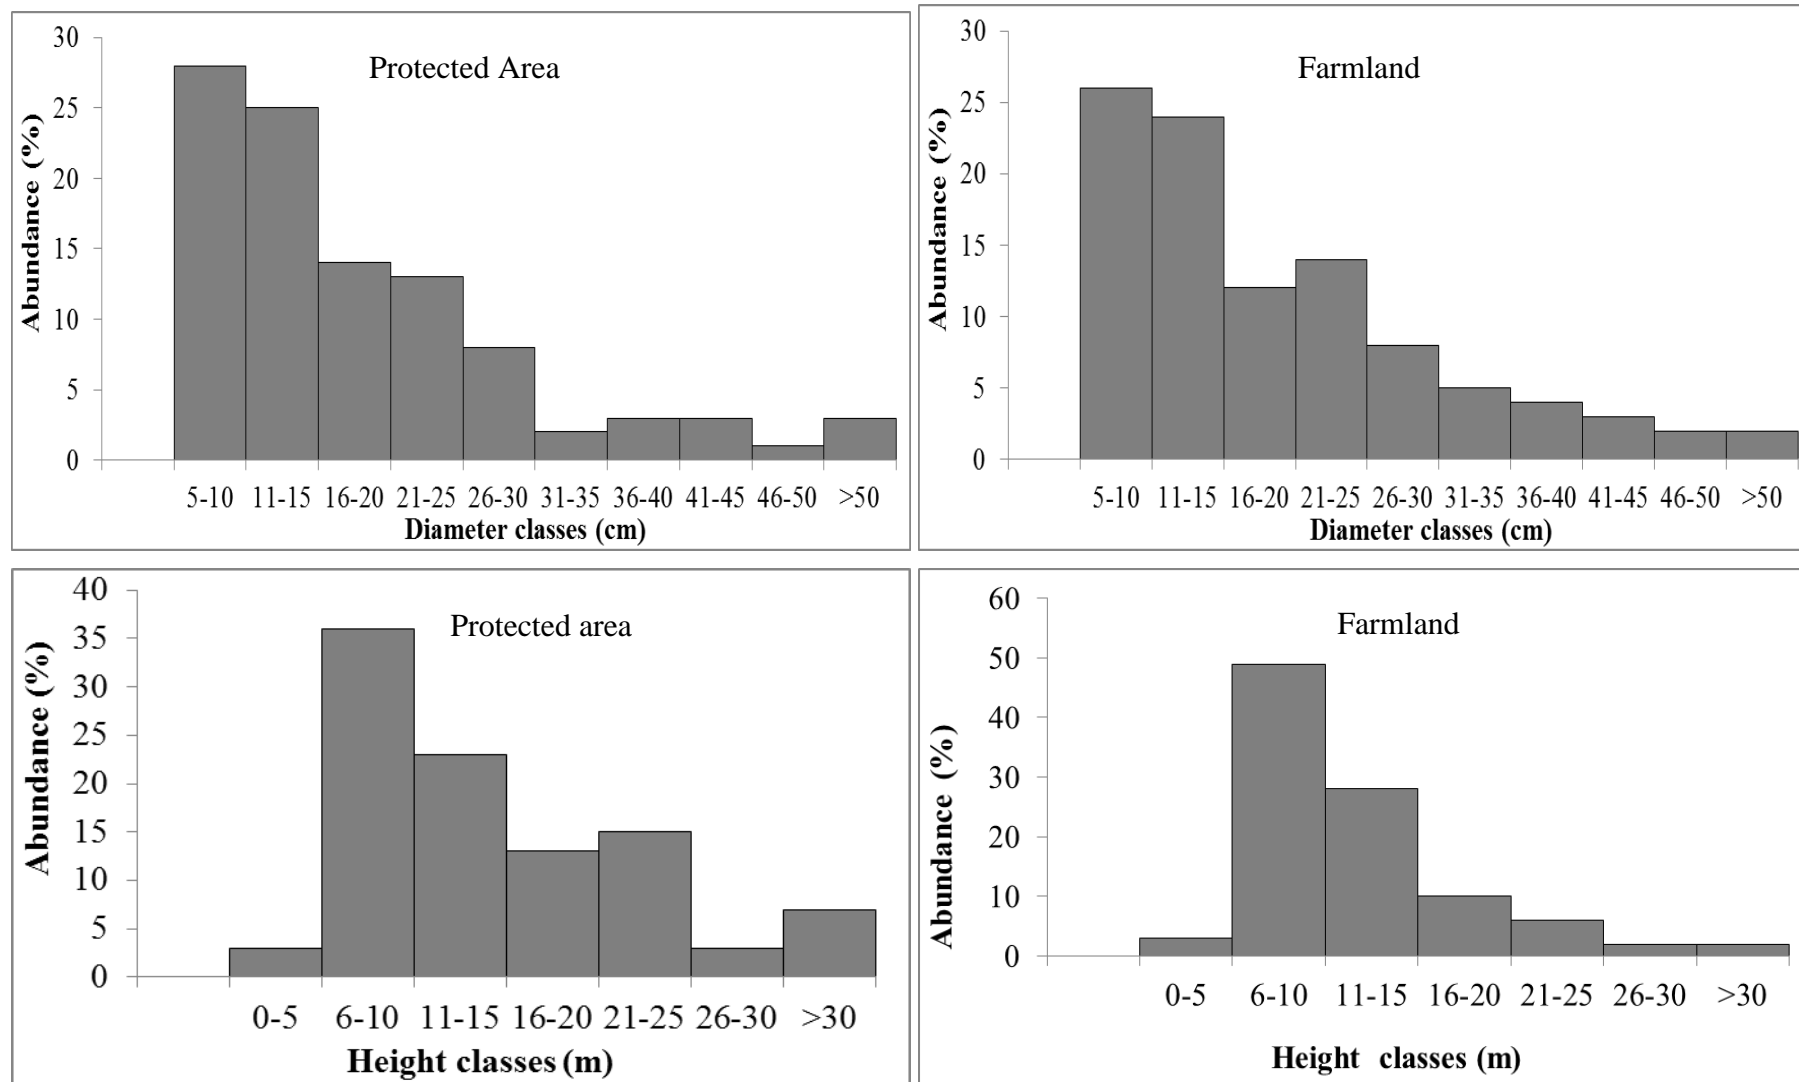 Protected Area
Abundance (%)
30
25
20
15
10
5
0
5-10 11-15 16-20 21-25 26-30 31-35 36-40 41-45 46-50 >50
Diameter classes (cm)
Farmland
Abundance (%)
30
25
20
15
10
5
0
5-10 11-15 16-20 21-25 26-30 31-35 36-40 41-45 46-50 >50
Diameter classes (cm)
Protected area
Abundance (%)
40
35
30
25
20
15
10
5
0
0-5 6-10 11-15 16-20 21-25 26-30 >30
Height classes (m)
Farmland
Abundance (%)
60
50
40
30
20
10
0
0-5 6-10 11-15 16-20 21-25 26-30 >30
Height classes (m)